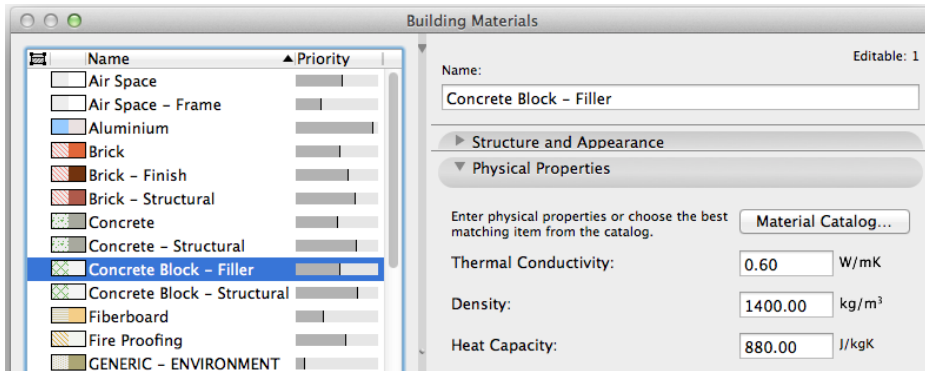 Building Materials
Name
Priority
Air Space
Air Space – Frame
Aluminium
Brick
Brick – Finish
Brick – Structural
Concrete
Concrete – Structural
Concrete Block – Filler
Concrete Block – Structural
Fiberboard
Fire Proofing
GENERIC – ENVIRONMENT
Editable: 1
Name:
Concrete Block – Filler
Structure and Appearance
Physical Properties
Enter physical properties or choose the best
matching item from the catalog.
Material Catalog...
Thermal Conductivity:
0.60
W/mK
Density:
1400.00
kg/m³
Heat Capacity:
880.00
J/kgK